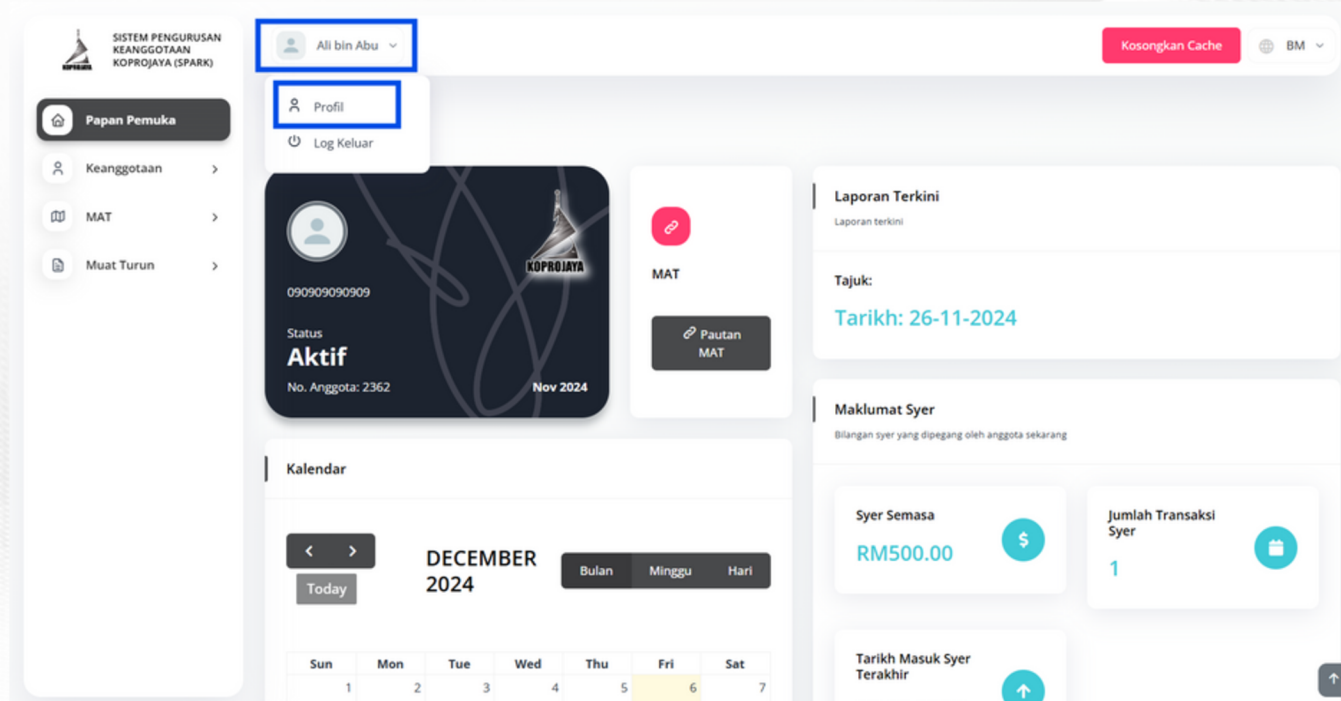 SISTEM PENGURUSAN
KEANGGOTAAN
KOPROJAYA (SPARK)
KOPROJAYA
Ali bin Abu
Kosongkan Cache
BM
Profil
Log Keluar
Papan Pemuka
Keanggotaan
MAT
Muat Turun
KOPROJAYA
090909090909
Status
Aktif
No. Anggota: 2362
Nov 2024
MAT
Pautan
MAT
Laporan Terkini
Laporan terkini
Tajuk:
Tarikh: 26-11-2024
Maklumat Syer
Bilangan syer yang dipegang oleh anggota sekarang
Syer Semasa
RM500.00
$
Jumlah Transaksi
Syer
1
Tarikh Masuk Syer
Terakhir
Kalendar
Today
DECEMBER
2024
Bulan Minggu Hari
Sun Mon Tue Wed Thu Fri Sat
1 2 3 4 5 6 7